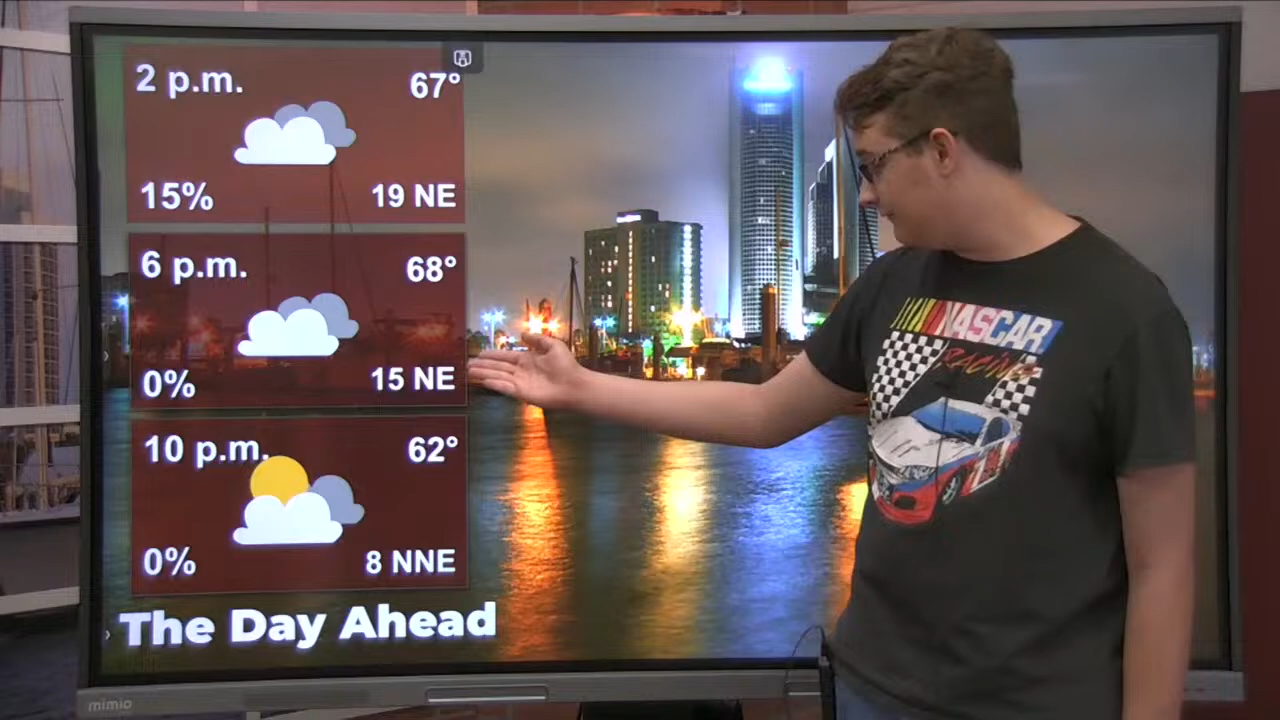 2 p.m.
67°
15%
19 NE
6 p.m.
68°
0%
15 NE
10 p.m.
62°
0%
8 NNE
The Day Ahead
NASCAR
RACING
mimio